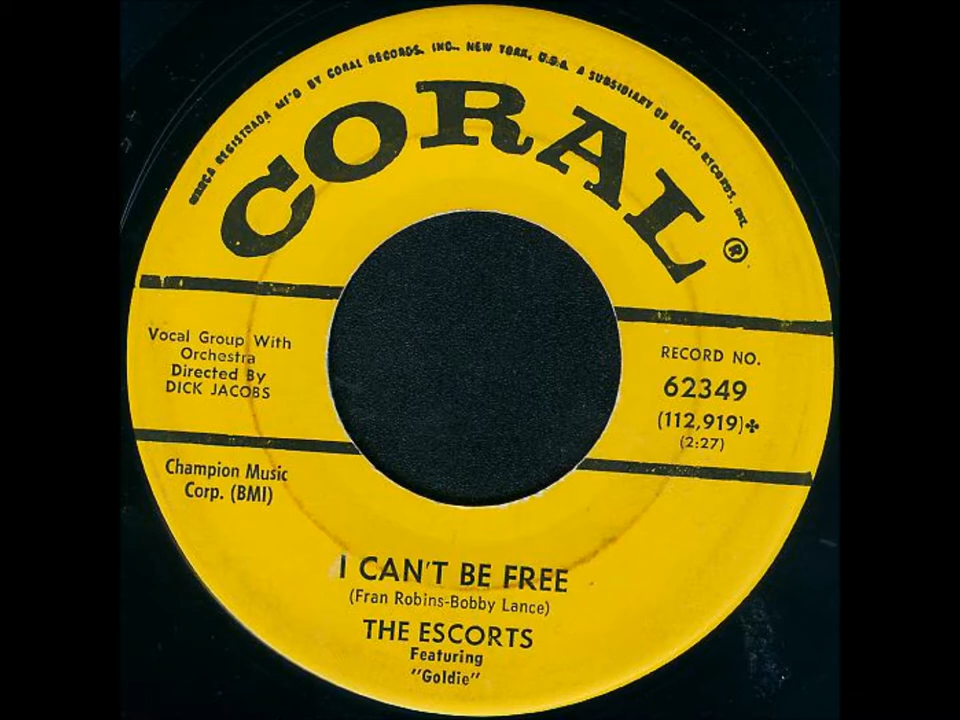 MARCA REGISTRADA MF'D BY CORAL RECORDS, INC., NEW YORK, U.S.A. A SUBSIDIARY OF DECCA RECORDS, INC.
CORAL®
Vocal Group With
Orchestra
Directed By
DICK JACOBS
RECORD NO.
62349
(112,919)✤
(2:27)
Champion Music
Corp. (BMI)
I CAN'T BE FREE
(Fran Robins-Bobby Lance)
THE ESCORTS
Featuring
"Goldie"